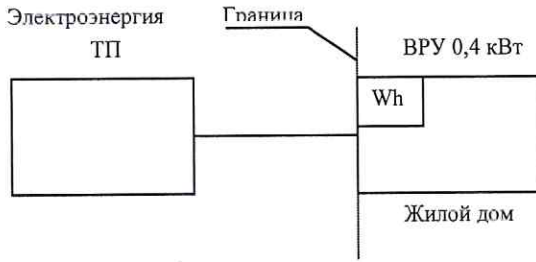 Электроэнергия
Граница
ТП
ВРУ 0,4 кВт
Wh
Жилой дом